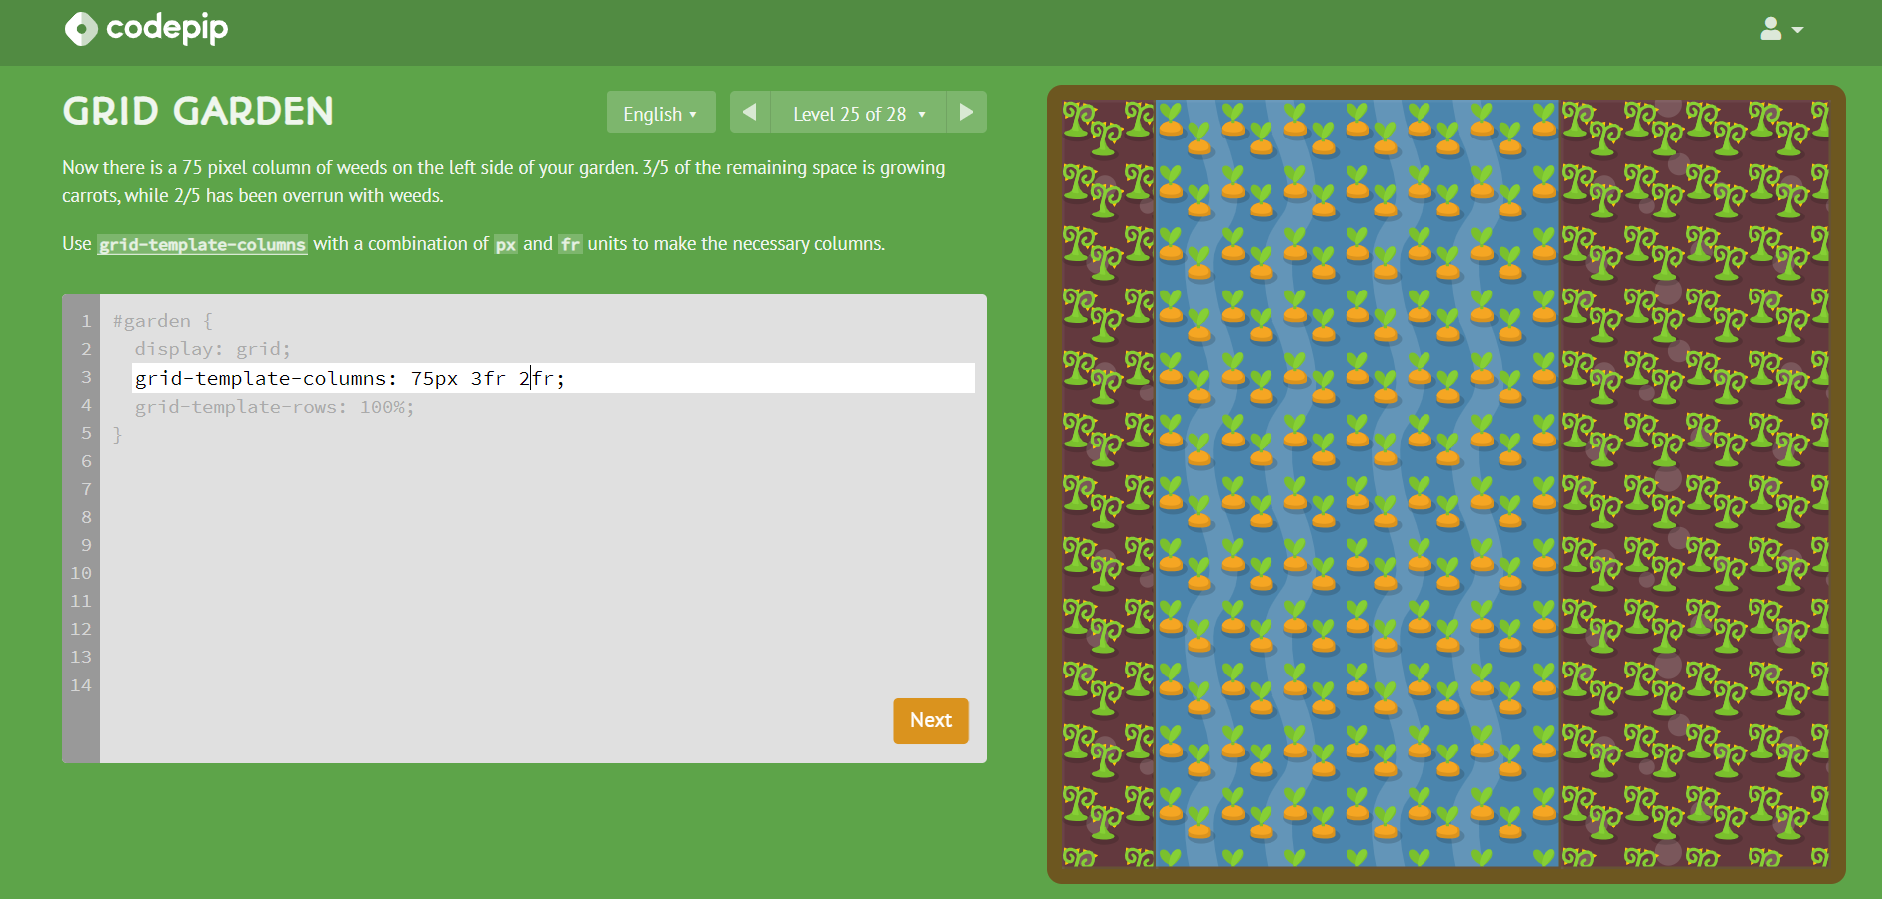 codepip
GRID GARDEN
English ▾
Level 25 of 28 ▾
Now there is a 75 pixel column of weeds on the left side of your garden. 3/5 of the remaining space is growing
carrots, while 2/5 has been overrun with weeds.
Use grid-template-columns with a combination of px and fr units to make the necessary columns.
1 #garden {
2 display: grid;
3 grid-template-columns: 75px 3fr 2fr;
4 grid-template-rows: 100%;
5 }
6
7
8
9
10
11
12
13
14
Next